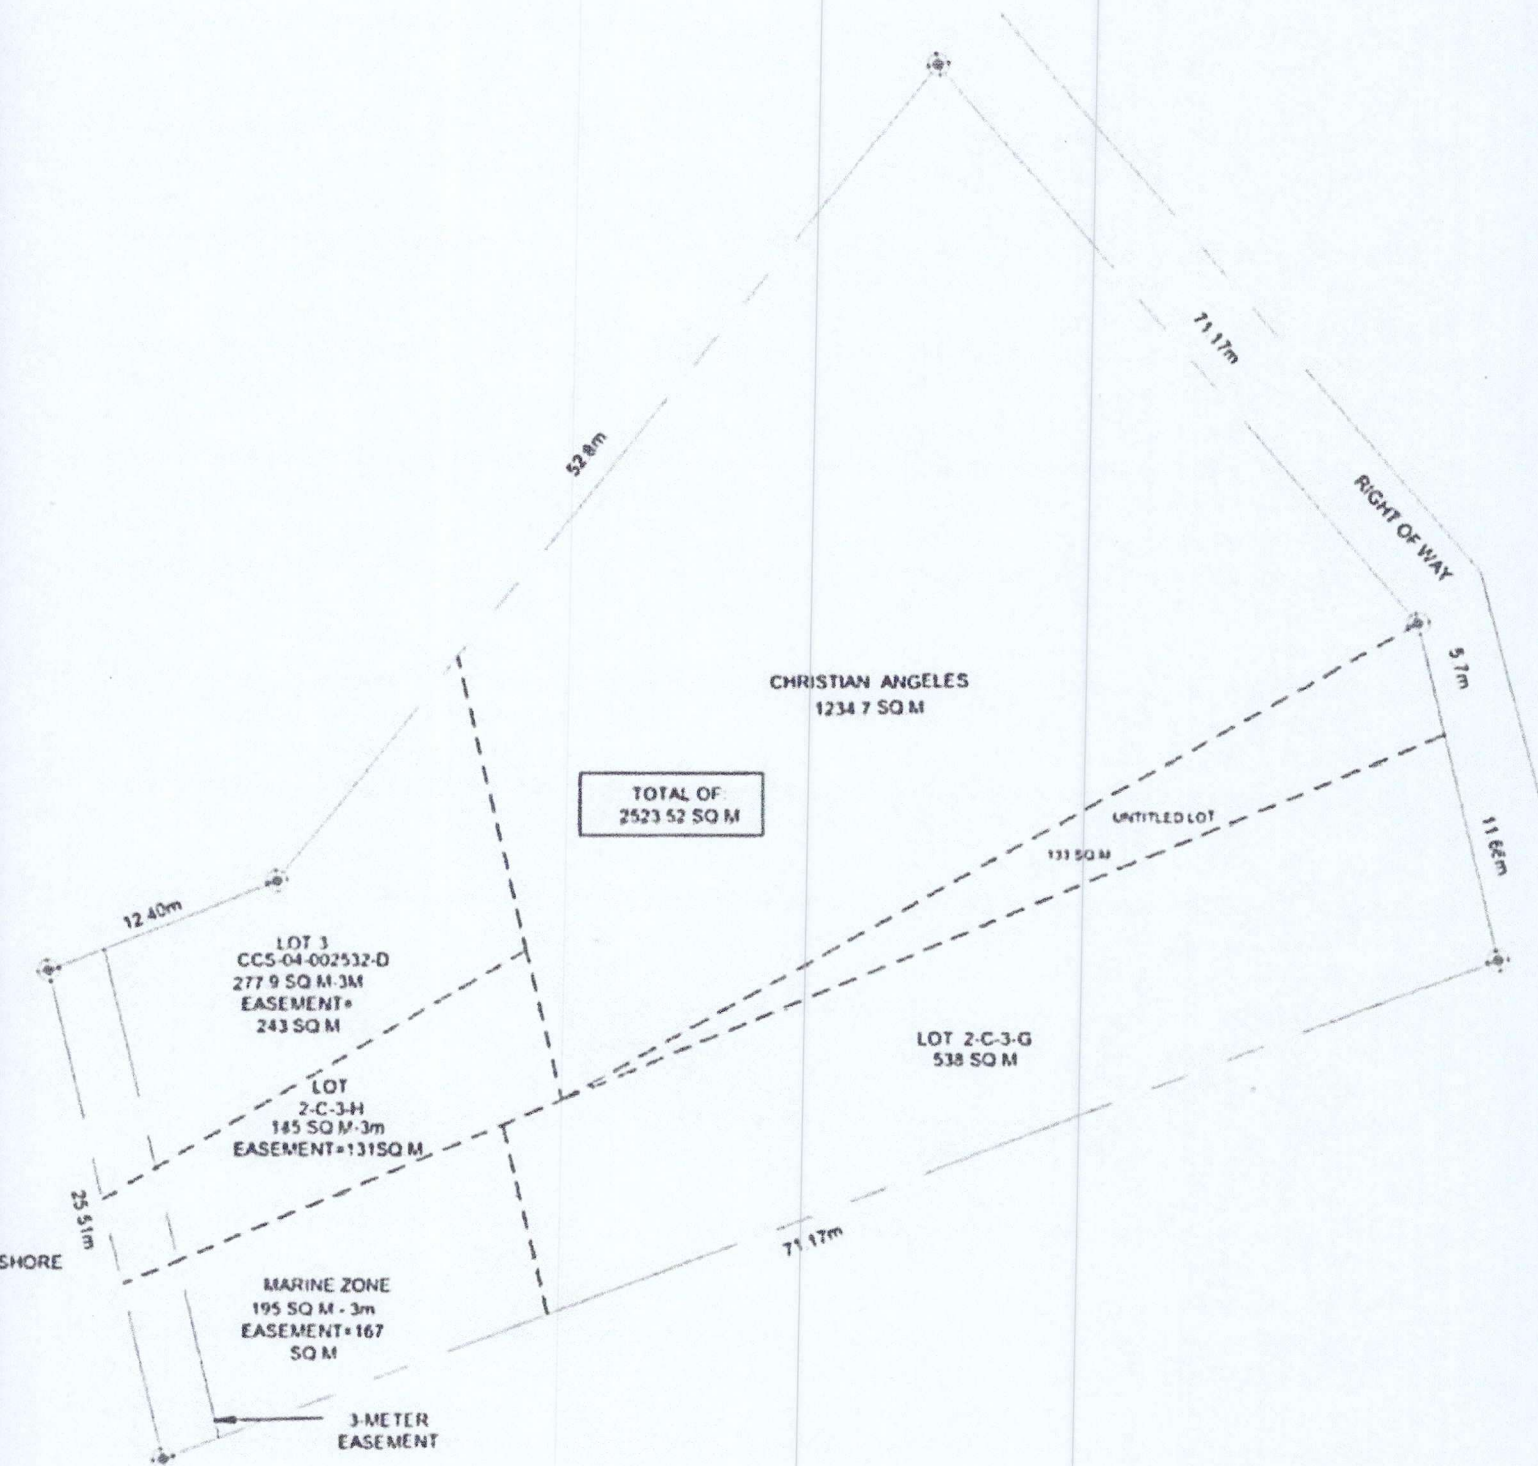 71.17m
52.8m
RIGHT OF WAY
5.7m
CHRISTIAN ANGELES
1234.7 SQ.M
TOTAL OF:
2523.52 SQ M
UNTITLED LOT
133 SQ.M
11.66m
12.40m
LOT 3
CCS-04-002532-D
277.9 SQ M-3M
EASEMENT=
243 SQ M
LOT 2-C-3-G
538 SQ M
LOT
2-C-3-H
145 SQ M-3m
EASEMENT=131SQ M
25.51m
71.17m
SHORE
MARINE ZONE
195 SQ M - 3m
EASEMENT=167
SQ M
3-METER
EASEMENT